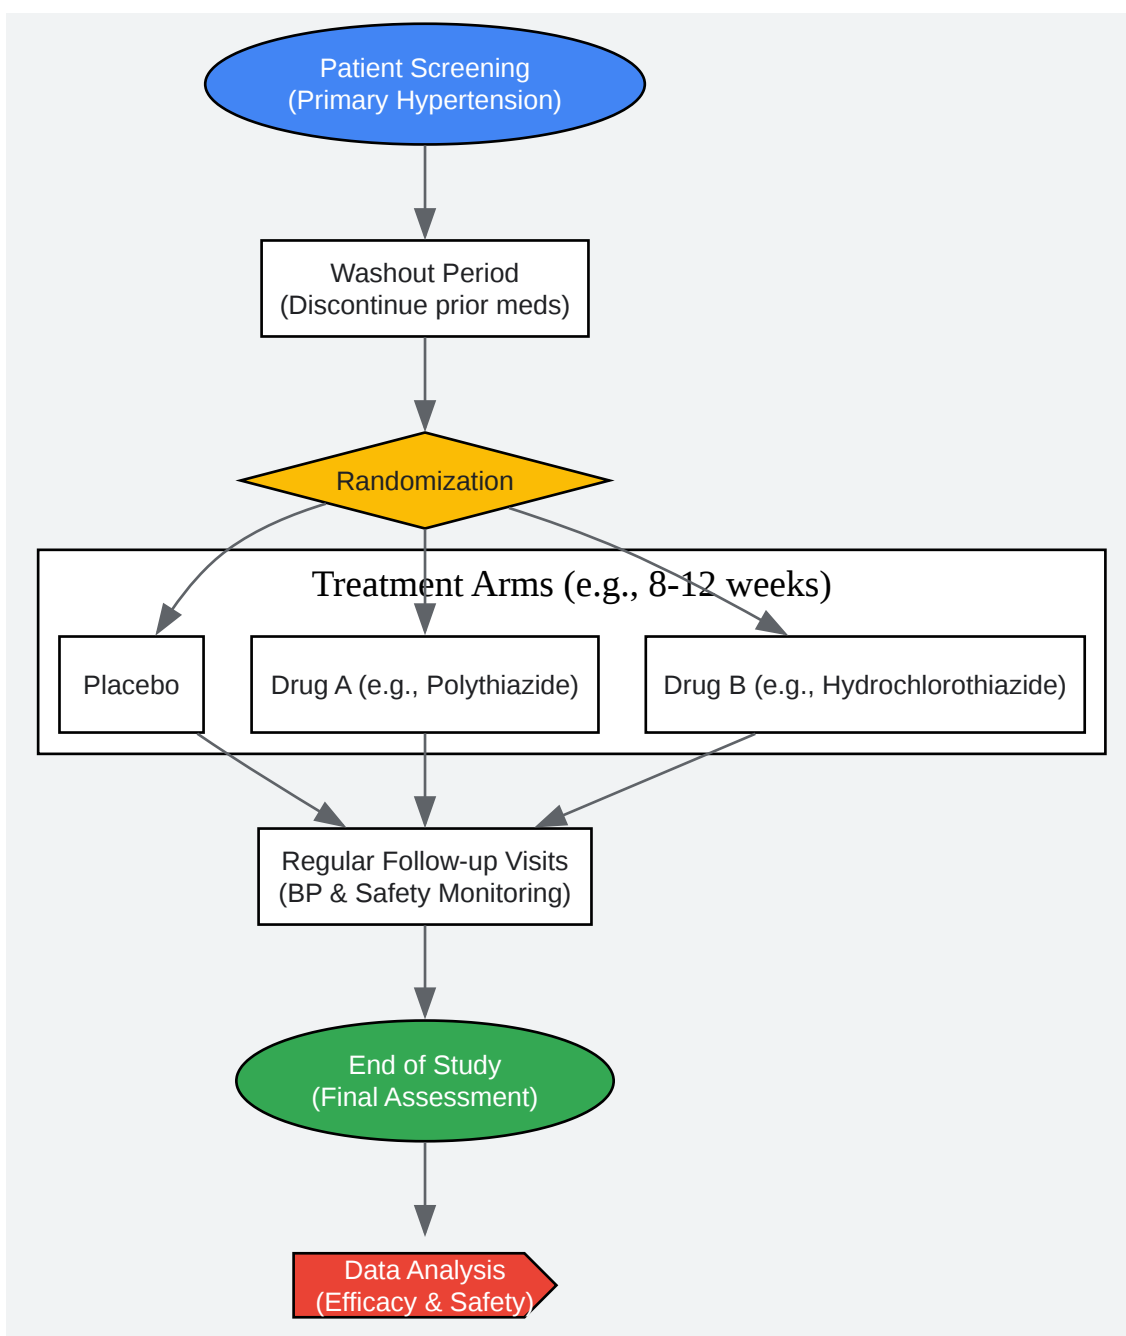 Patient Screening
(Primary Hypertension)
Washout Period
(Discontinue prior meds)
Randomization
Treatment Arms (e.g., 8-12 weeks)
Placebo
Drug A (e.g., Polythiazide)
Drug B (e.g., Hydrochlorothiazide)
Regular Follow-up Visits
(BP & Safety Monitoring)
End of Study
(Final Assessment)
Data Analysis
(Efficacy & Safety)